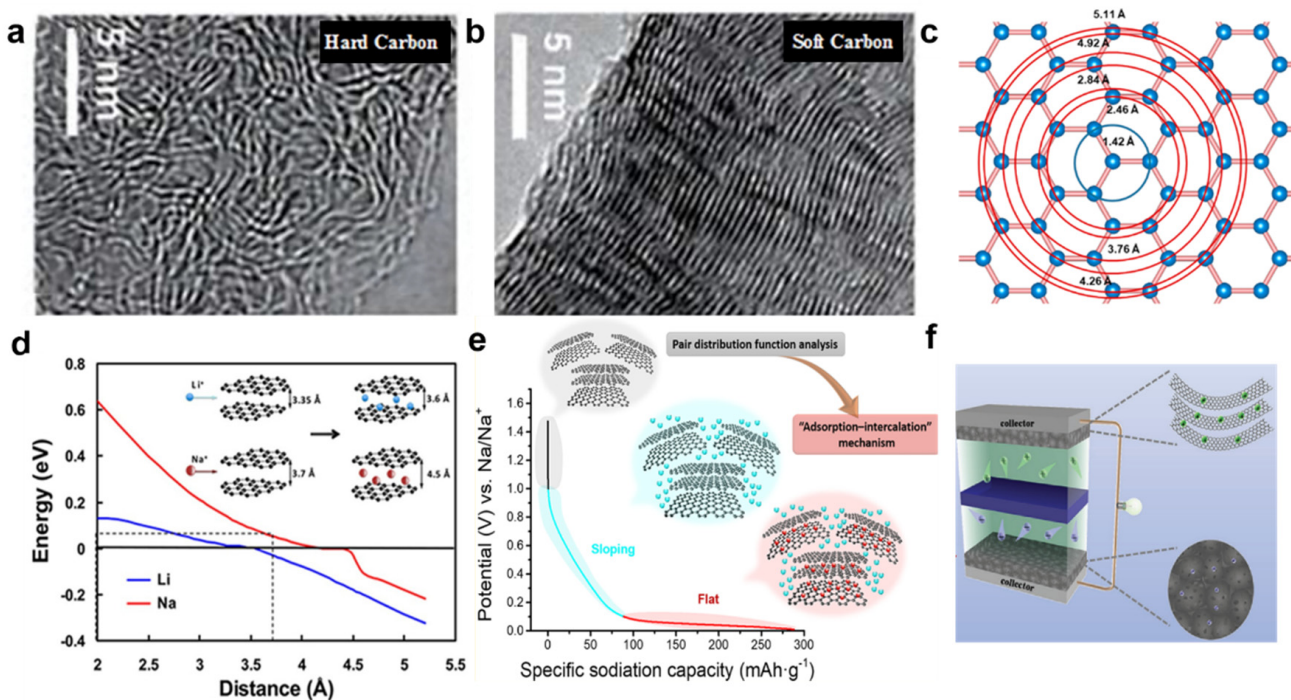 a
5 nm
Hard Carbon
b
5 nm
Soft Carbon
c
5.11 Å
4.92 Å
2.84 Å
2.46 Å
1.42 Å
3.76 Å
4.26 Å
d
Energy (eV)
0.8
0.6
0.4
0.2
0
-0.2
-0.4
Li⁺
3.35 Å
3.6 Å
Na⁺
3.7 Å
4.5 Å
Li
Na
2 2.5 3 3.5 4 4.5 5 5.5
Distance (Å)
e
Pair distribution function analysis
"Adsorption–intercalation"
mechanism
Potential (V) vs. Na/Na⁺
1.6
1.4
1.2
1.0
0.8
0.6
0.4
0.2
0.0
Sloping
Flat
0 50 100 150 200 250 300
Specific sodiation capacity (mAh·g⁻¹)
f
collector
collector